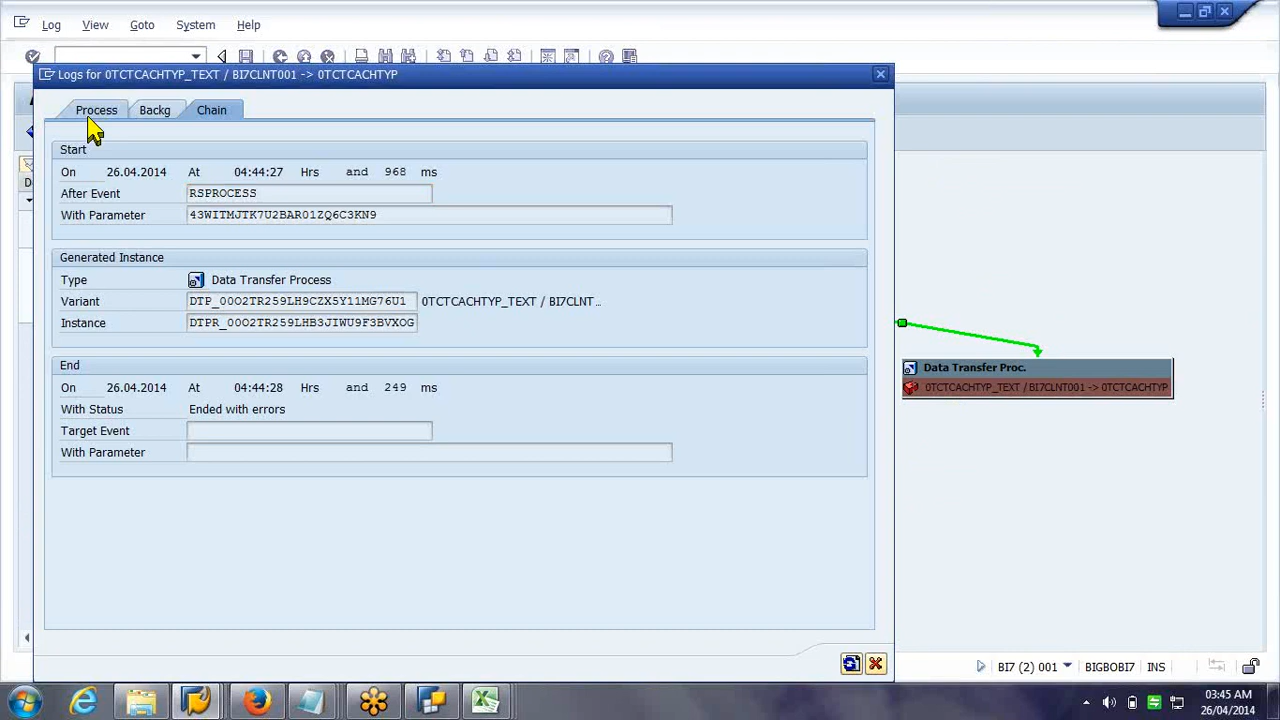 Log View Goto System Help
Logs for 0TCTCACHTYP_TEXT / BI7CLNT001 -> 0TCTCACHTYP
Process Backg Chain
Start
On 26.04.2014 At 04:44:27 Hrs and 968 ms
After Event RSPROCESS
With Parameter 43WITMJTK7U2BAR01ZQ6C3KN9
Generated Instance
Type Data Transfer Process
Variant DTP_00O2TR259LH9CZX5Y11MG76U1 0TCTCACHTYP_TEXT / BI7CLNT...
Instance DTPR_00O2TR259LHB3JIWU9F3BVXOG
End
On 26.04.2014 At 04:44:28 Hrs and 249 ms
With Status Ended with errors
Target Event
With Parameter
Data Transfer Proc.
0TCTCACHTYP_TEXT / BI7CLNT001 -> 0TCTCACHTYP
BI7 (2) 001 BIGBOBI7 INS
03:45 AM
26/04/2014